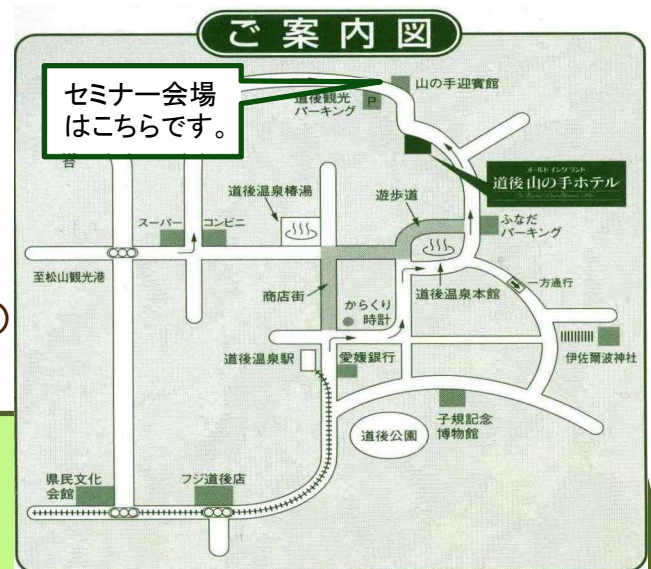 ご案内図
セミナー会場
はこちらです。
山の手迎賓館
道後観光
パーキング
P
オールドイングランド
道後山の手ホテル
道後温泉椿湯
遊歩道
ふなだ
パーキング
スーパー
コンビニ
至松山観光港
商店街
からくり
時計
道後温泉本館
一方通行
道後温泉駅
愛媛銀行
伊佐爾波神社
子規記念
博物館
道後公園
県民文化
会館
フジ道後店